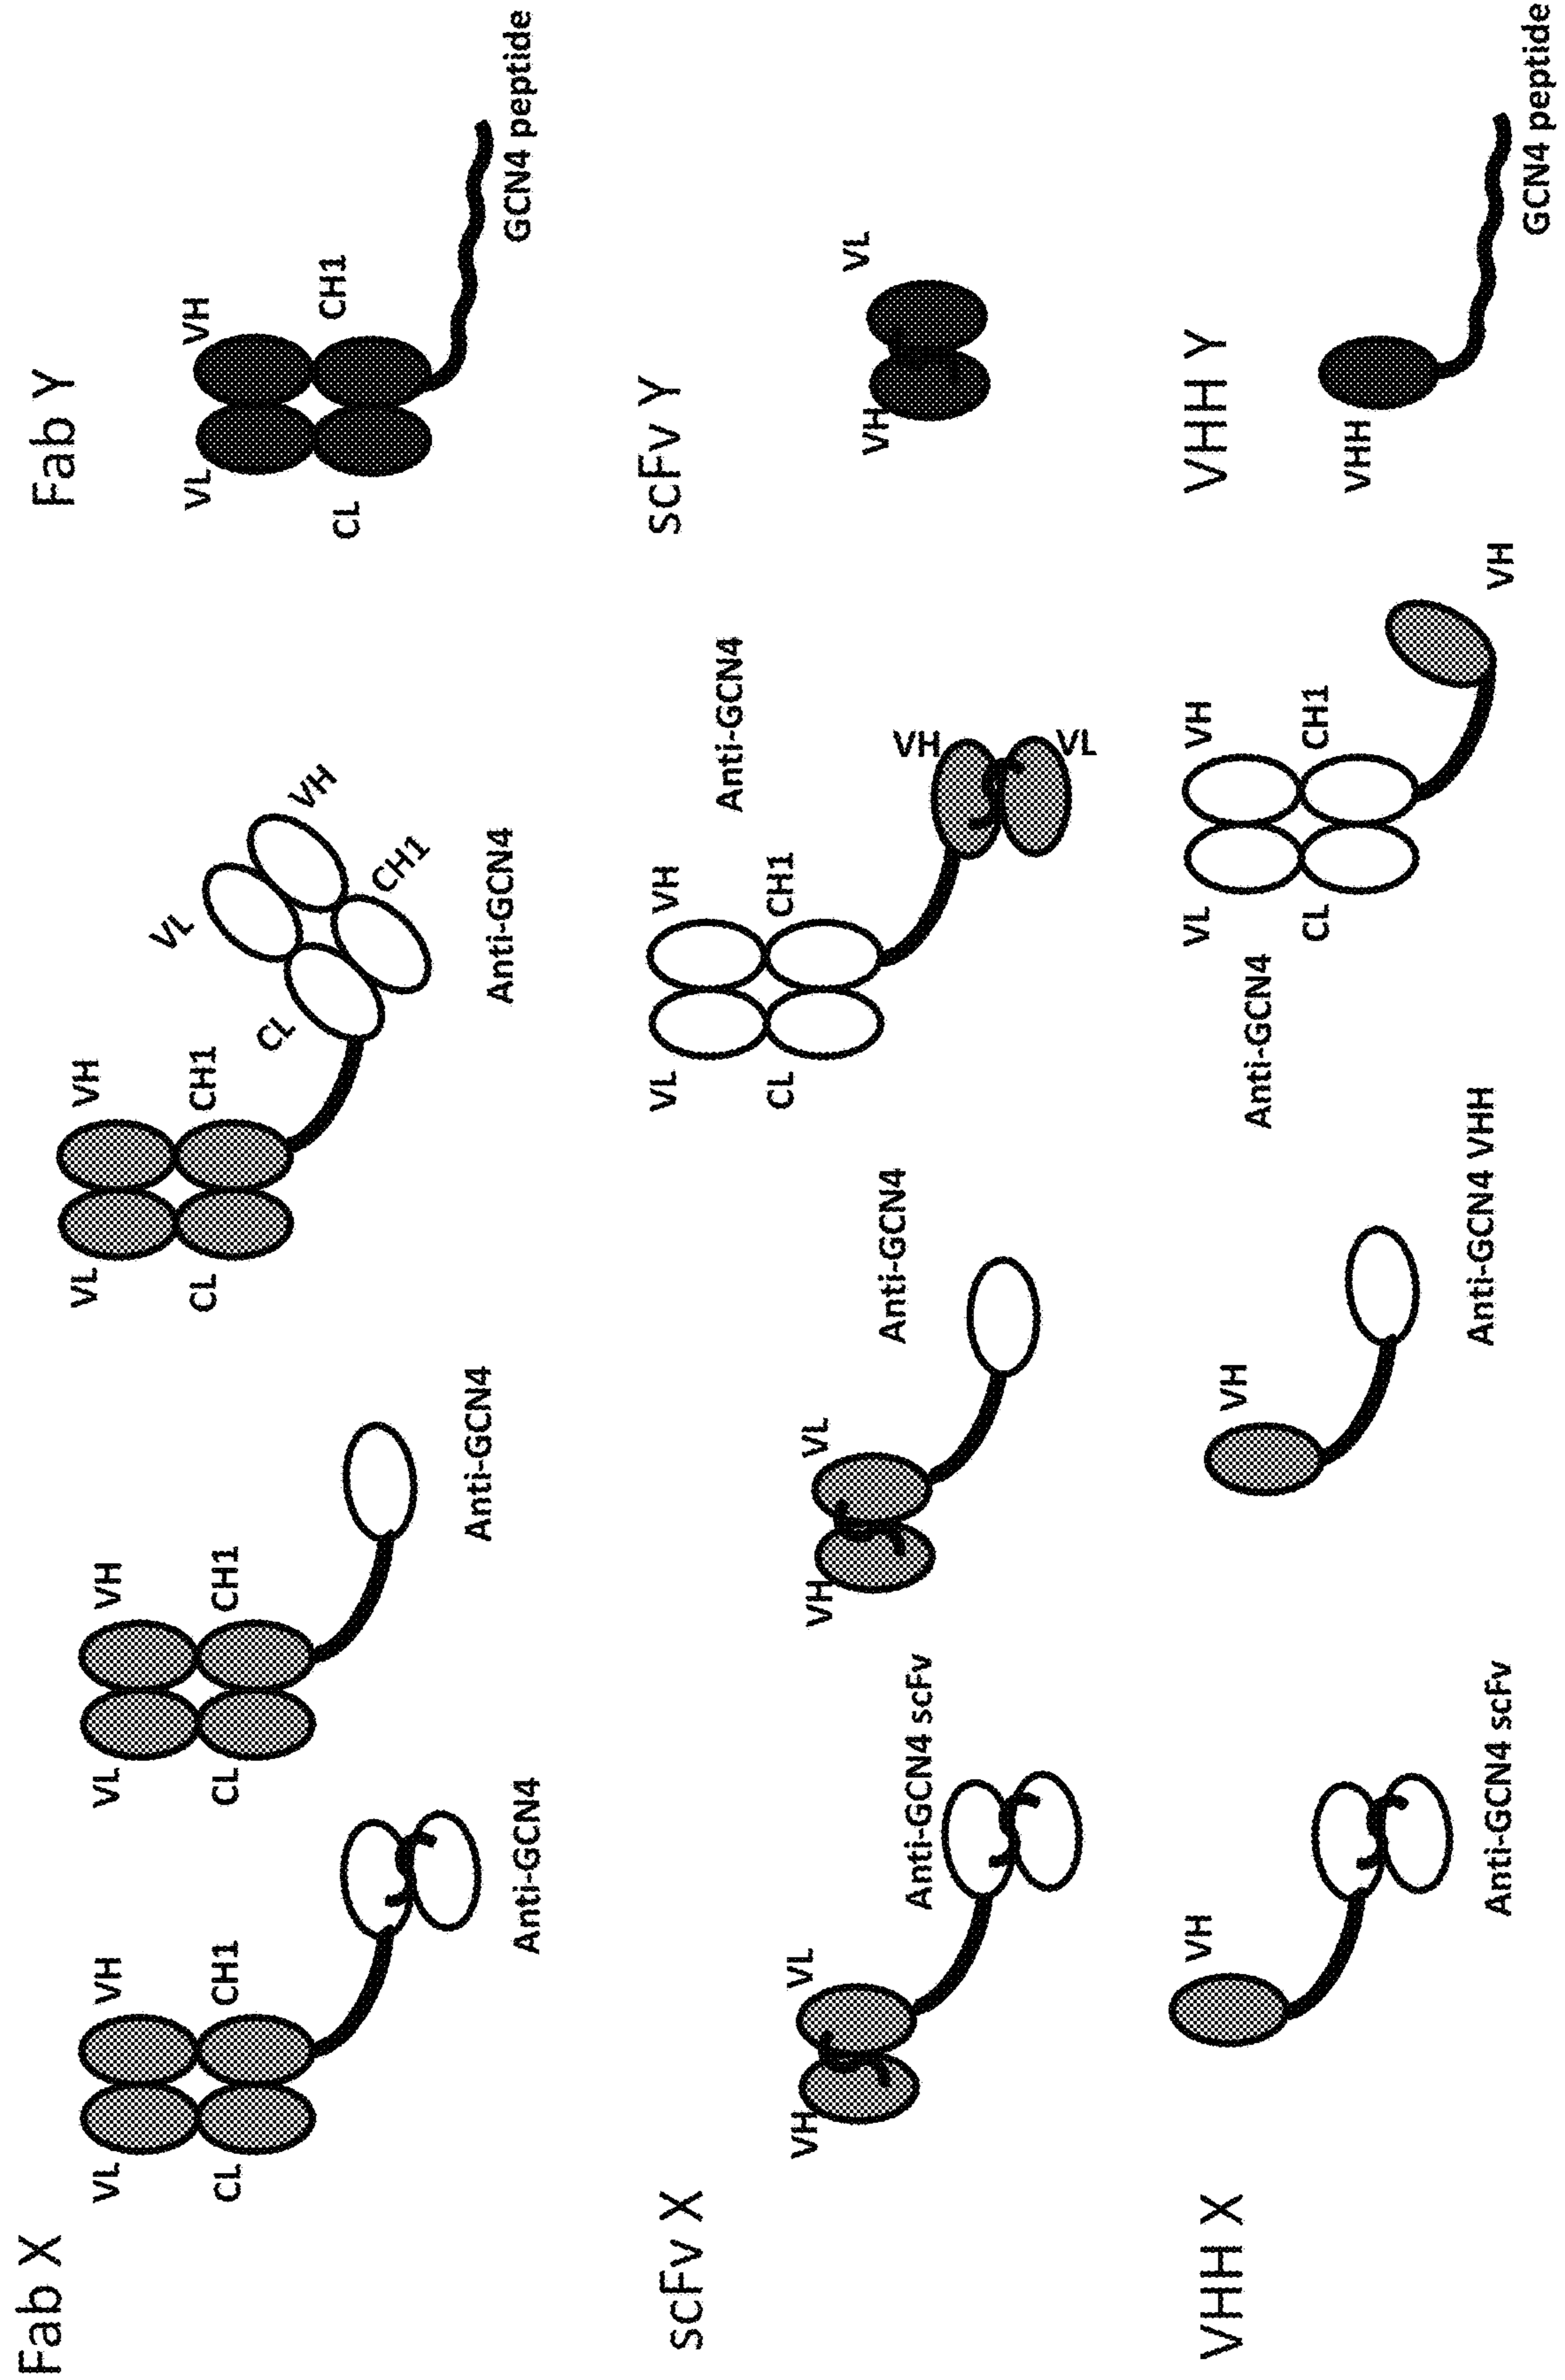 Fab X
VL
VH
CL
CH1
Anti-GCN4
VL
VH
CL
CH1
Anti-GCN4
VL
VH
CL
CH1
VL
VH
CL
CH1
Anti-GCN4
Fab Y
VL
VH
CL
CH1
GCN4 peptide
scFv X
VH
VL
Anti-GCN4 scFv
VH
VL
Anti-GCN4
VL
VH
CL
CH1
Anti-GCN4
VH
VL
scFv Y
VH
VL
VHH X
VH
Anti-GCN4 scFv
VH
Anti-GCN4 VHH
VL
VH
CL
CH1
Anti-GCN4
VH
VHH Y
VHH
GCN4 peptide